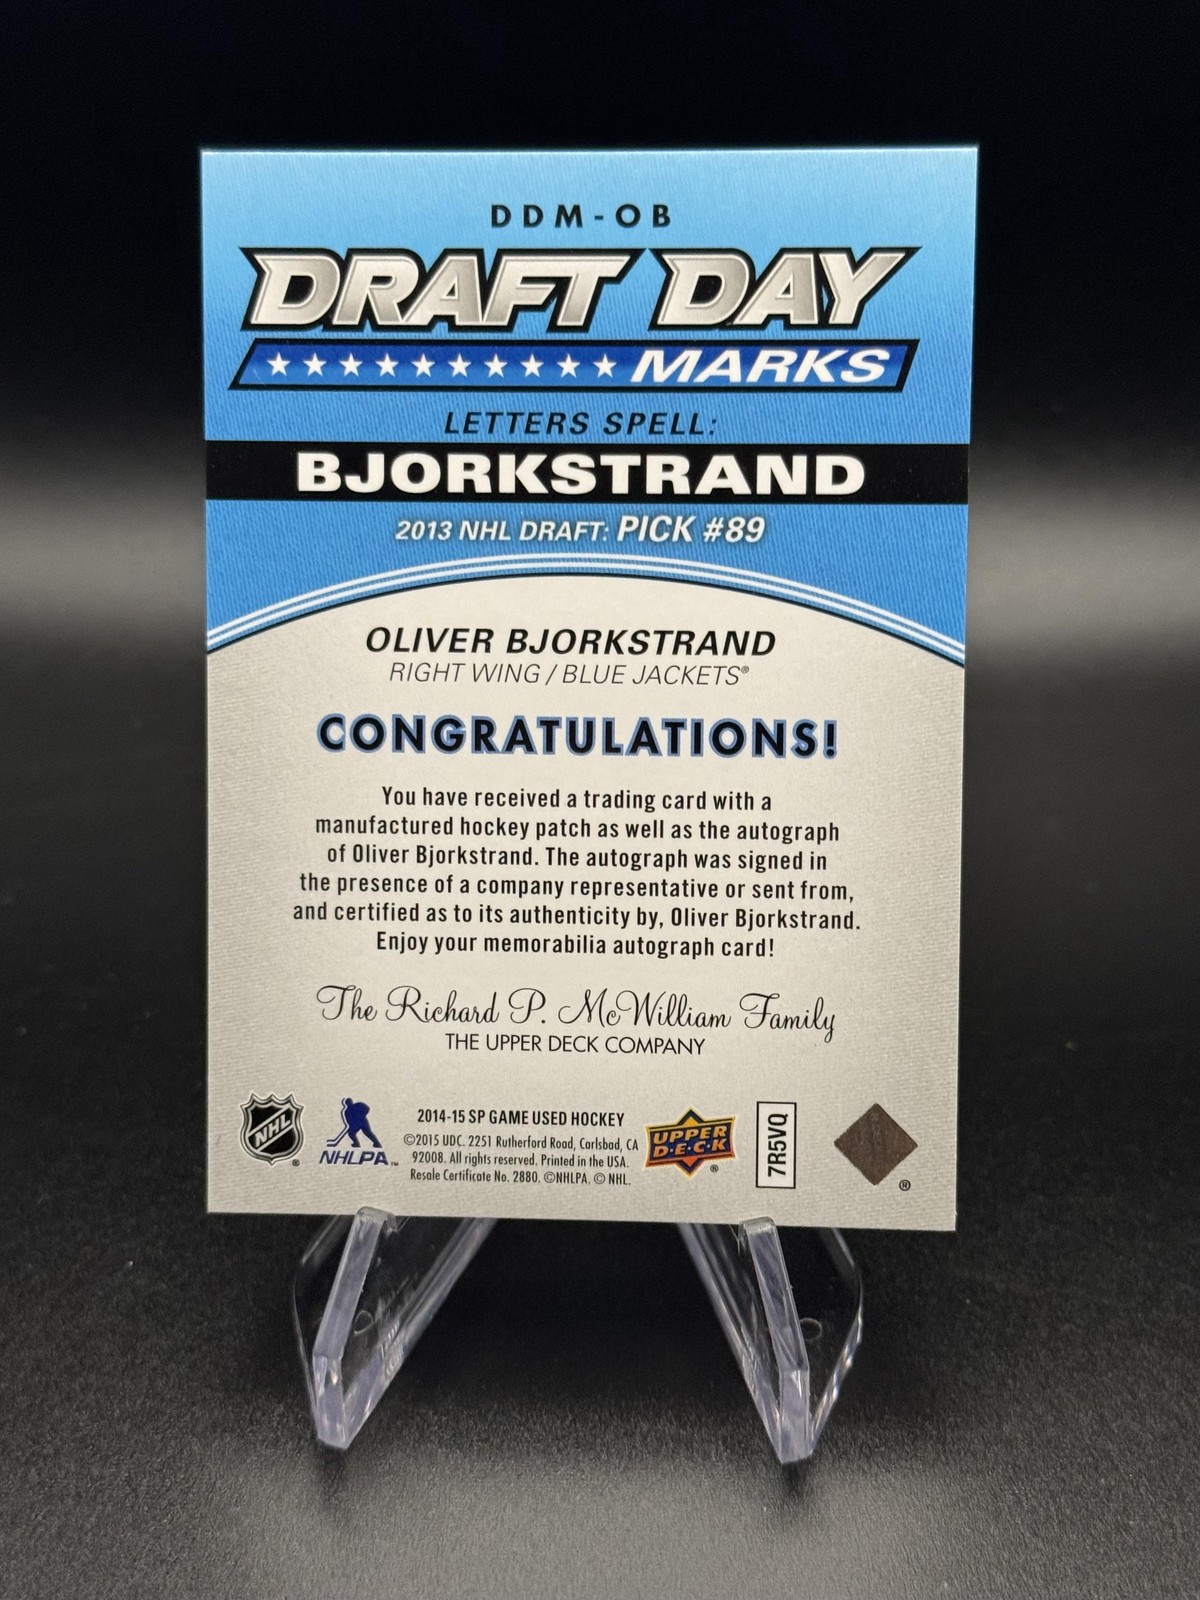 DDM-OB
DRAFT DAY
MARKS
LETTERS SPELL:
BJORKSTRAND
2013 NHL DRAFT: PICK #89
OLIVER BJORKSTRAND
RIGHT WING / BLUE JACKETS®
CONGRATULATIONS!
You have received a trading card with a
manufactured hockey patch as well as the autograph
of Oliver Bjorkstrand. The autograph was signed in
the presence of a company representative or sent from,
and certified as to its authenticity by, Oliver Bjorkstrand.
Enjoy your memorabilia autograph card!
The Richard P. McWilliam Family
THE UPPER DECK COMPANY
NHL ®
NHLPA™
2014-15 SP GAME USED HOCKEY
©2015 UDC. 2251 Rutherford Road, Carlsbad, CA
92008. All rights reserved. Printed in the USA.
Resale Certificate No. 2880. ©NHLPA. © NHL.
UPPER
D·E·C·K ®
7R5VQ
®